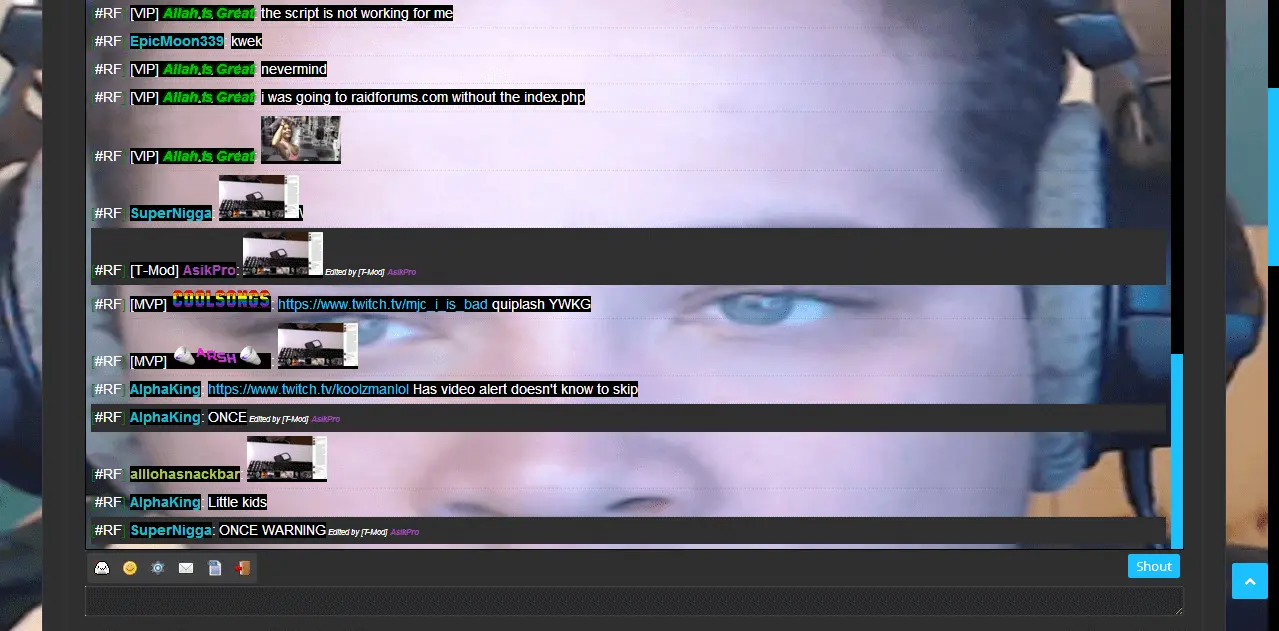 #RF [VIP] Allah is Great: the script is not working for me
#RF EpicMoon339: kwek
#RF [VIP] Allah is Great: nevermind
#RF [VIP] Allah is Great: i was going to raidforums.com without the index.php
#RF [VIP] Allah is Great:
#RF SuperNigga: \
#RF [T-Mod] AsikPro: Edited by [T-Mod] AsikPro
#RF [MVP] COOLSONGS: https://www.twitch.tv/mjc_i_is_bad quiplash YWKG
#RF [MVP] ARSH :
#RF AlphaKing: https://www.twitch.tv/koolzmanlol Has video alert doesn't know to skip
#RF AlphaKing: ONCE Edited by [T-Mod] AsikPro
#RF alllohasnackbar:
#RF AlphaKing: Little kids
#RF SuperNigga: ONCE WARNING Edited by [T-Mod] AsikPro
Shout